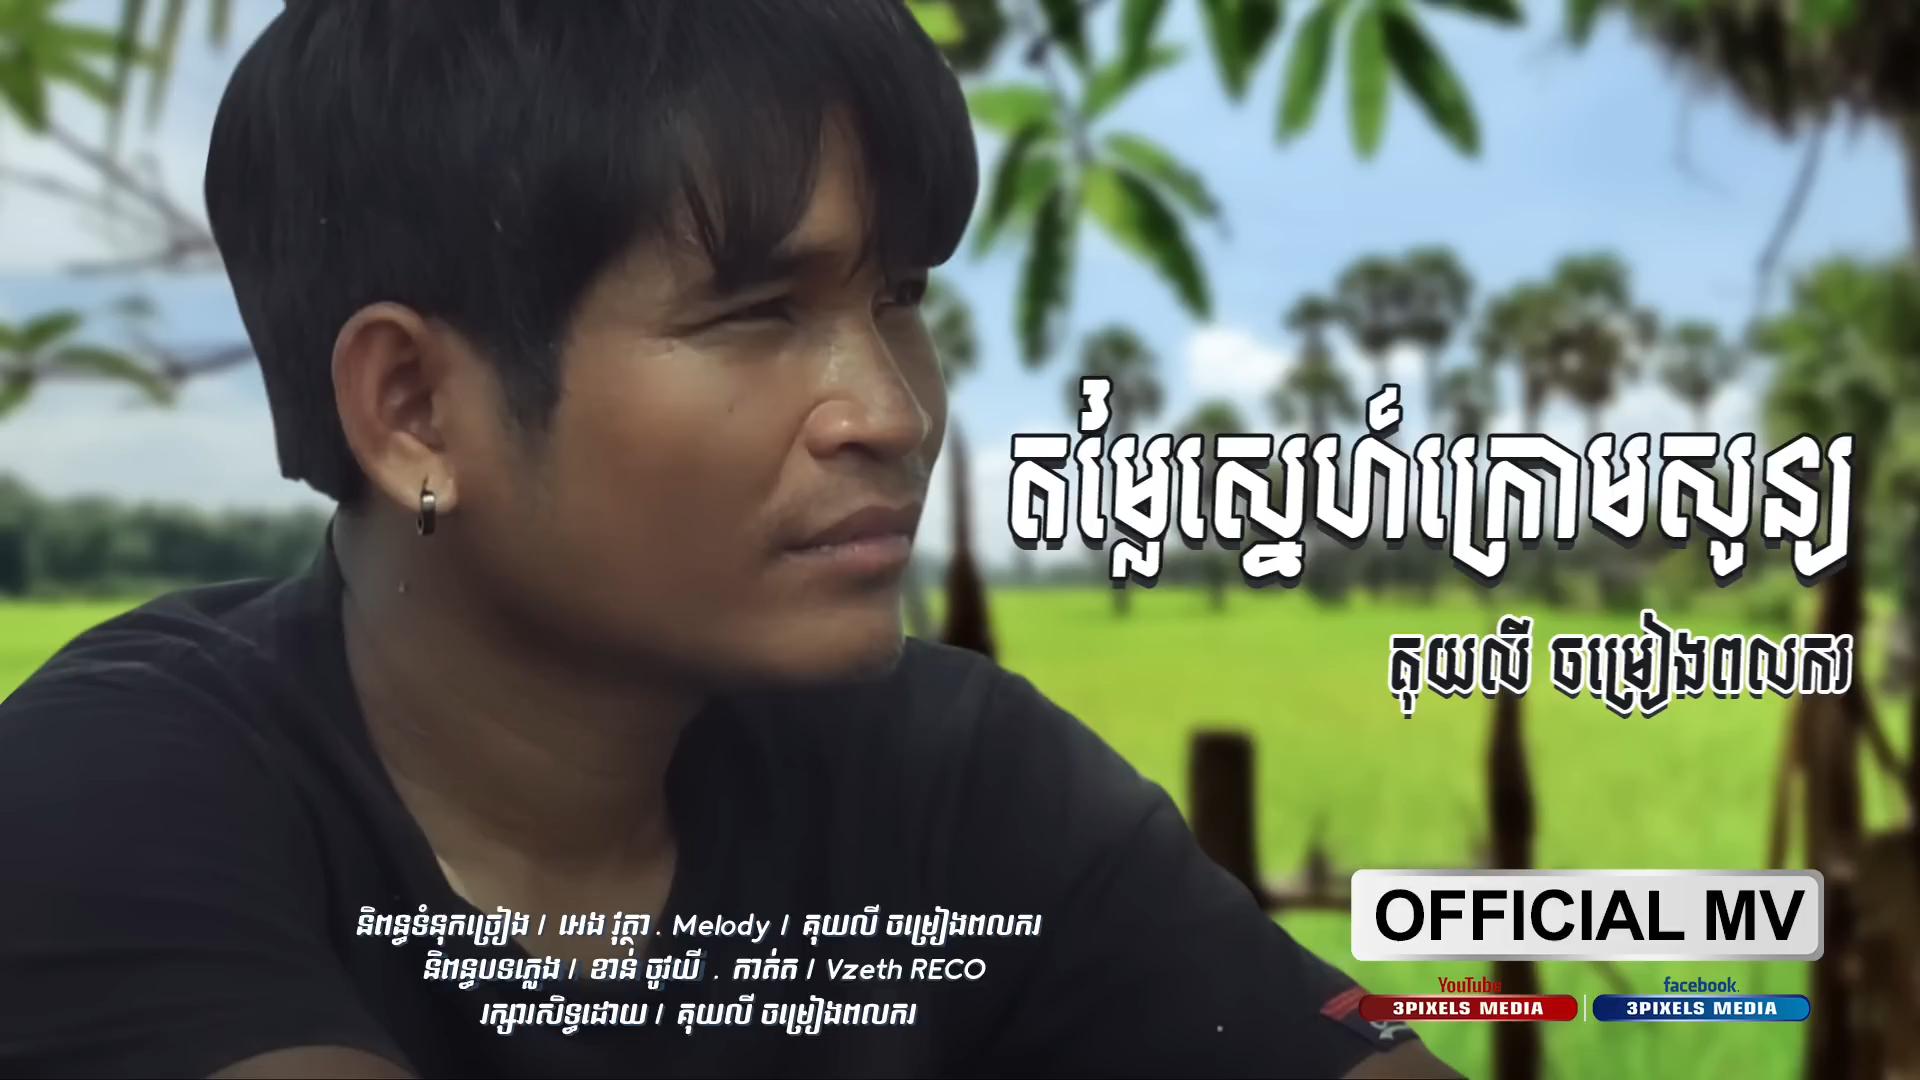 តម្លៃស្នេហ៍ក្រោមសូន្យ
គុយលី ចម្រៀងពលករ
និពន្ធទំនុកច្រៀង / អេង វុត្ថា . Melody / គុយលី ចម្រៀងពលករ
និពន្ធបទភ្លេង / ខាន់ ចូវយី . កាត់ត / Vzeth RECO
រក្សារសិទ្ធដោយ / គុយលី ចម្រៀងពលករ
OFFICIAL MV
YouTube facebook.
3PIXELS MEDIA | 3PIXELS MEDIA